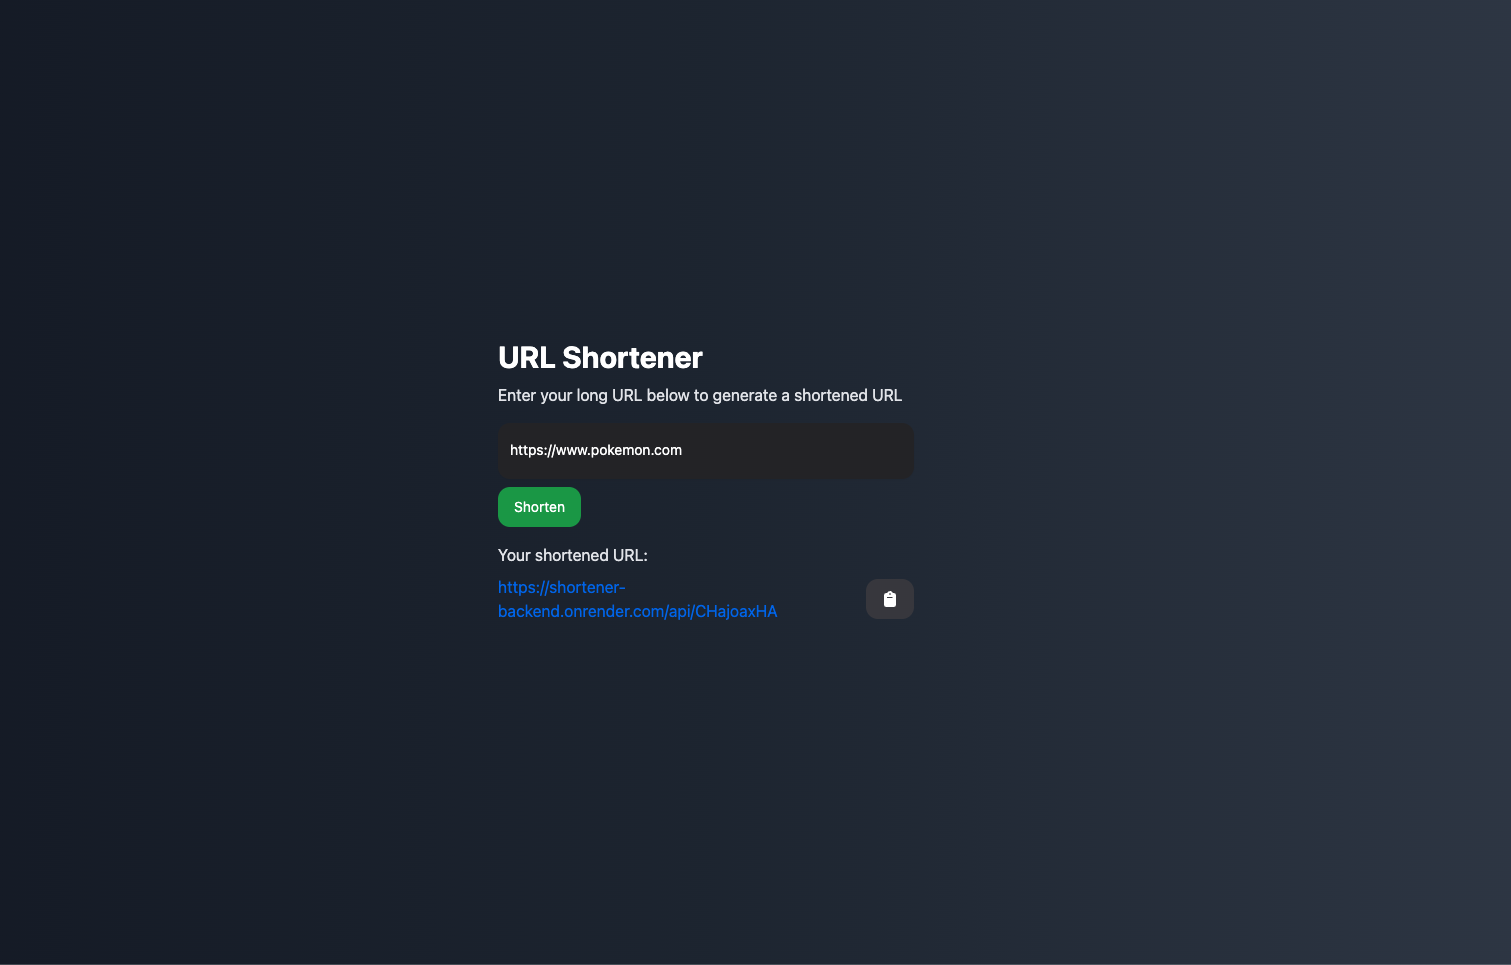 URL Shortener
Enter your long URL below to generate a shortened URL
https://www.pokemon.com
Shorten
Your shortened URL:
https://shortener-
backend.onrender.com/api/CHajoaxHA